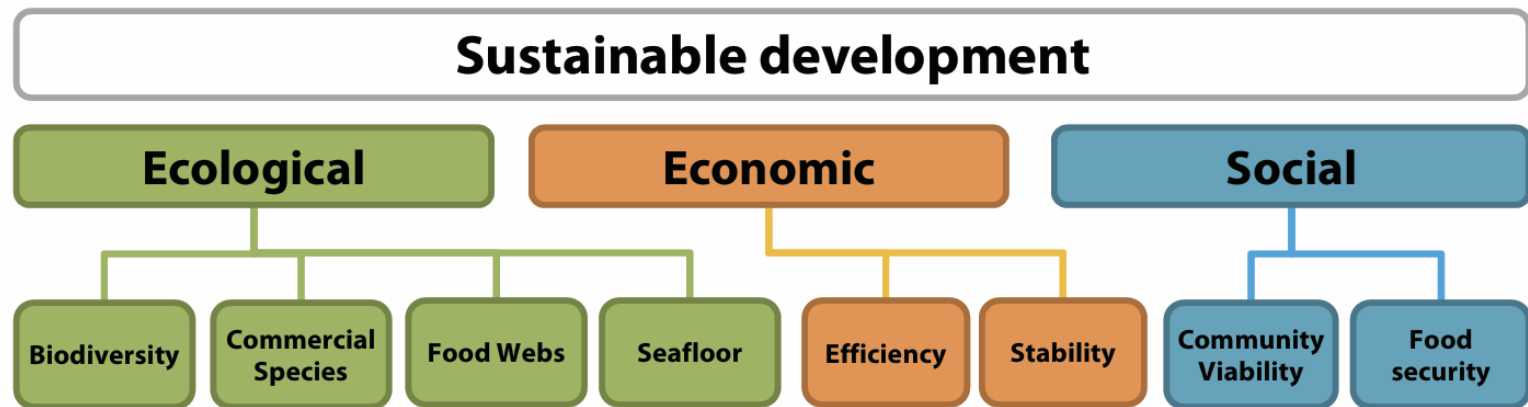 Sustainable development
Ecological
Economic
Social
Biodiversity
Commercial
Species
Food Webs
Seafloor
Efficiency
Stability
Community
Viability
Food
security